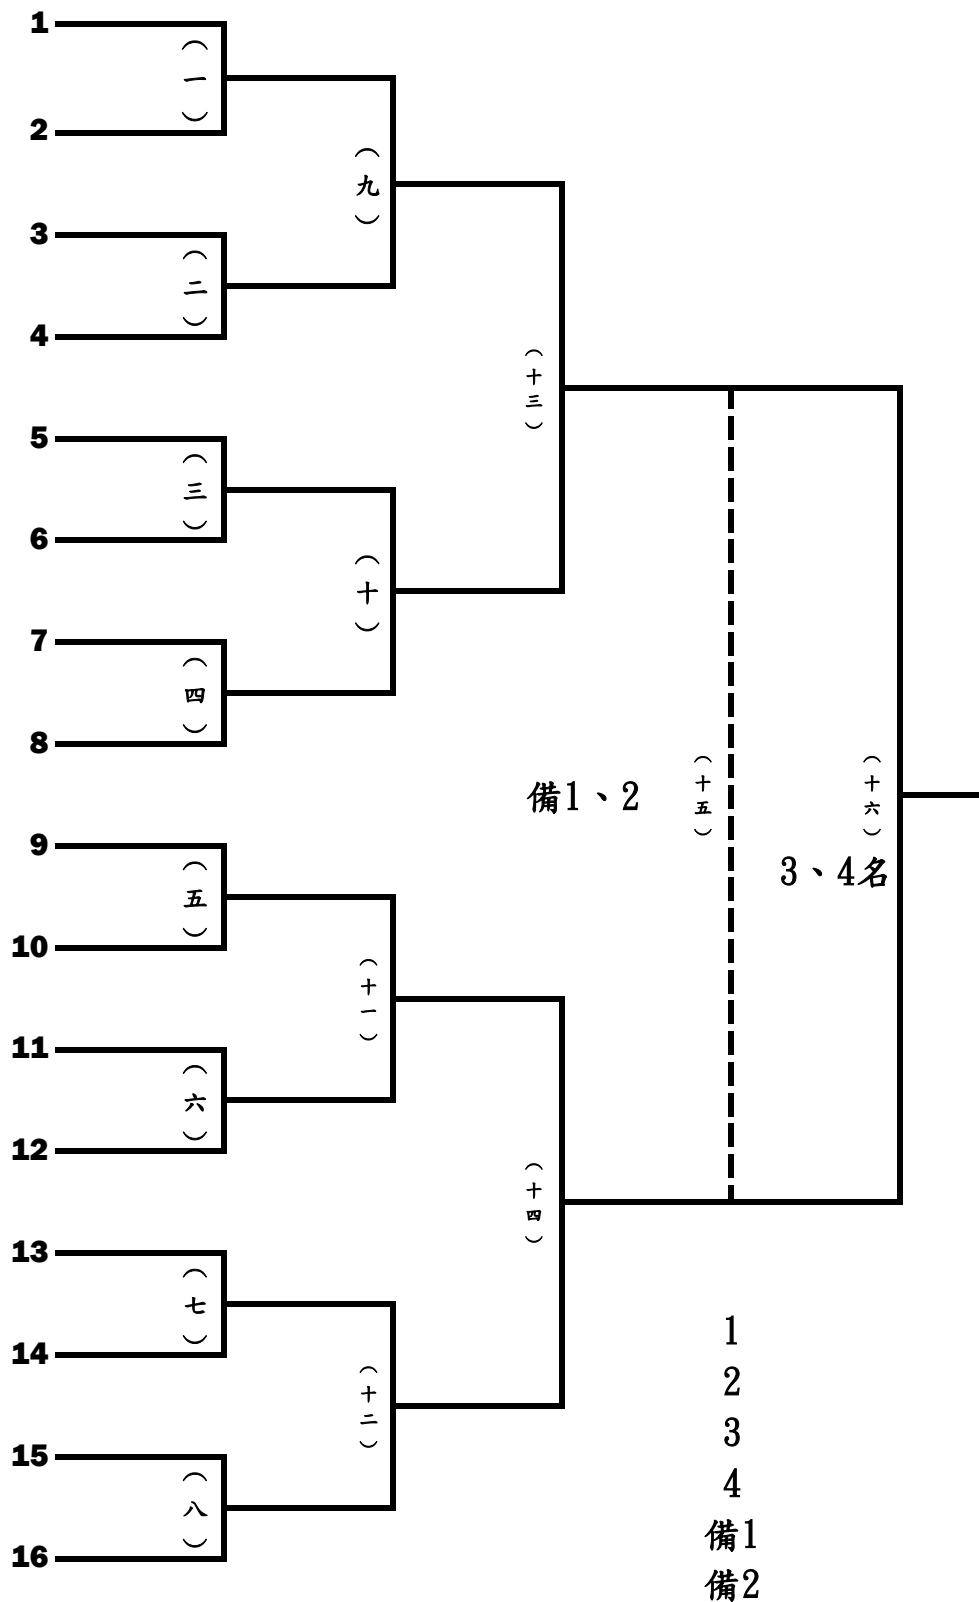 1
（一）
2
（九）
3
（二）
4
（十三）
5
（三）
6
（十）
7
（四）
8
備1、2
（十五）
（十六）
3、4名
9
（五）
10
（十一）
11
（六）
12
（十四）
13
（七）
14
（十二）
15
（八）
16
1
2
3
4
備1
備2